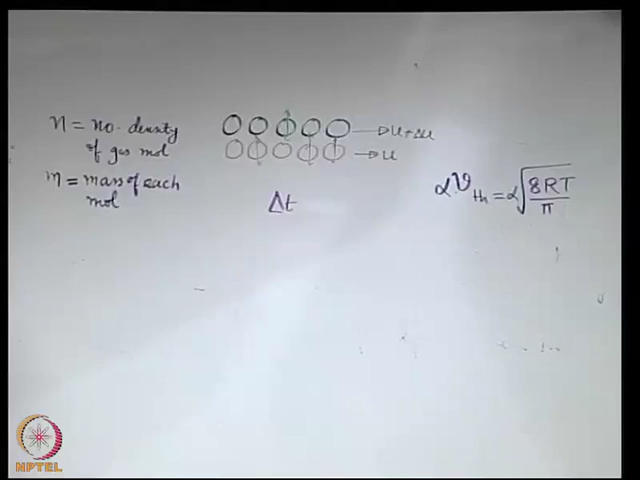 n = no. density
of gas mol
m = mass of each
mol
→ u+Δu
→ u
Δt
αv_th = α√(8RT/π)
NPTEL